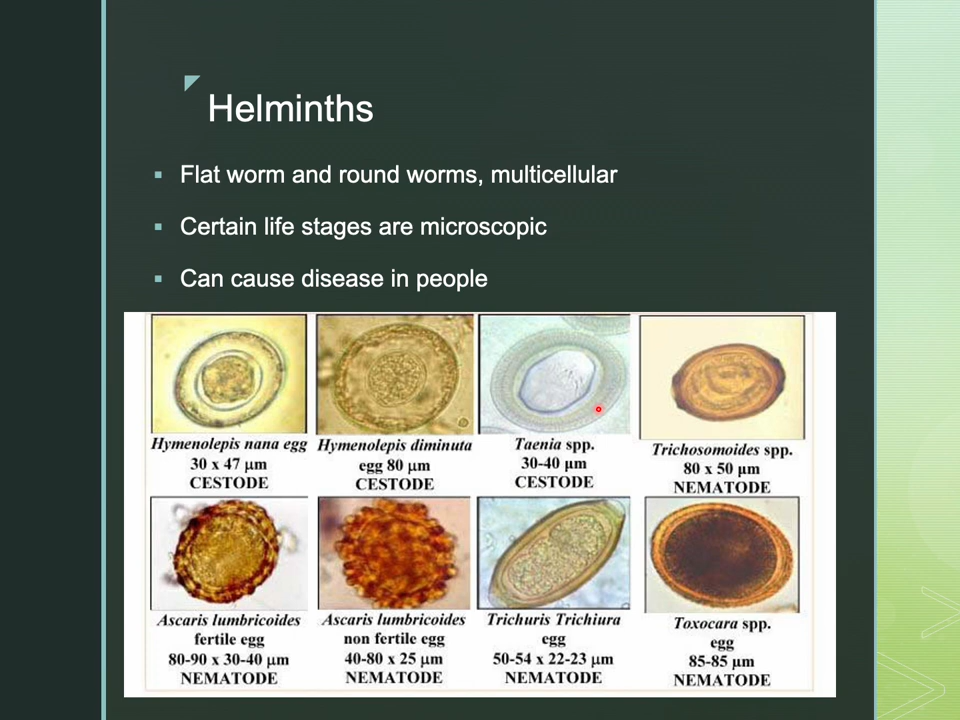 Helminths
Flat worm and round worms, multicellular
Certain life stages are microscopic
Can cause disease in people
Hymenolepis nana egg
30 x 47 µm
CESTODE
Hymenolepis diminuta
egg 80 µm
CESTODE
Taenia spp.
30-40 µm
CESTODE
Trichosomoides spp.
80 x 50 µm
NEMATODE
Ascaris lumbricoides
fertile egg
80-90 x 30-40 µm
NEMATODE
Ascaris lumbricoides
non fertile egg
40-80 x 25 µm
NEMATODE
Trichuris Trichiura
egg
50-54 x 22-23 µm
NEMATODE
Toxocara spp.
egg
85-85 µm
NEMATODE